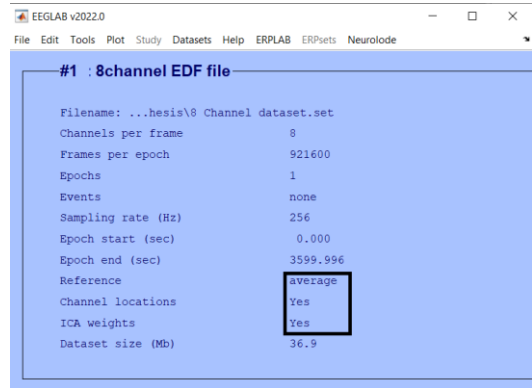 EEGLAB v2022.0
File Edit Tools Plot Study Datasets Help ERPLAB ERPsets Neurolode
#1 : 8channel EDF file
Filename: ...hesis\8 Channel dataset.set
Channels per frame 8
Frames per epoch 921600
Epochs 1
Events none
Sampling rate (Hz) 256
Epoch start (sec) 0.000
Epoch end (sec) 3599.996
Reference average
Channel locations Yes
ICA weights Yes
Dataset size (Mb) 36.9